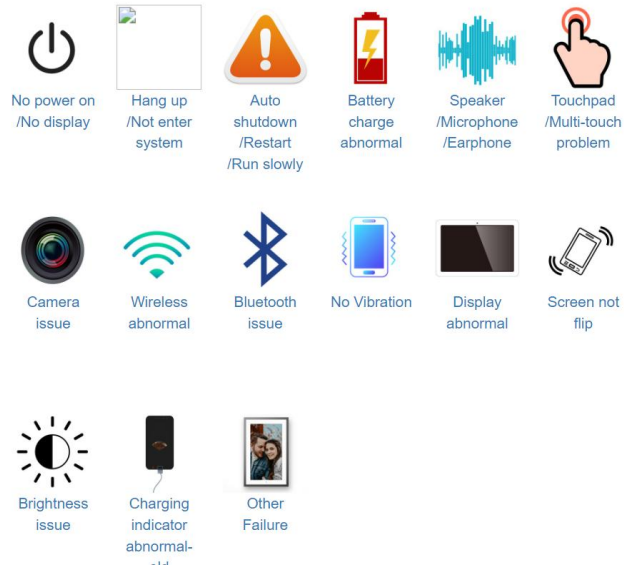 No power on
/No display
Hang up
/Not enter
system
Auto
shutdown
/Restart
/Run slowly
Battery
charge
abnormal
Speaker
/Microphone
/Earphone
Touchpad
/Multi-touch
problem
Camera
issue
Wireless
abnormal
Bluetooth
issue
No Vibration
Display
abnormal
Screen not
flip
Brightness
issue
Charging
indicator
abnormal-
Other
Failure